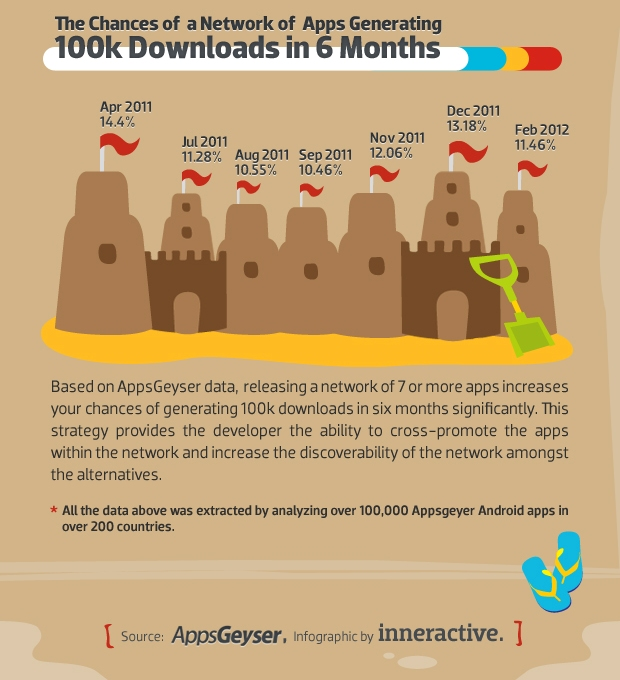 The Chances of a Network of Apps Generating
100k Downloads in 6 Months
Apr 2011
14.4%
Jul 2011
11.28%
Aug 2011
10.55%
Sep 2011
10.46%
Nov 2011
12.06%
Dec 2011
13.18%
Feb 2012
11.46%
Based on AppsGeyser data, releasing a network of 7 or more apps increases
your chances of generating 100k downloads in six months significantly. This
strategy provides the developer the ability to cross-promote the apps
within the network and increase the discoverability of the network amongst
the alternatives.
* All the data above was extracted by analyzing over 100,000 Appsgeyer Android apps in
over 200 countries.
[ Source: AppsGeyser, Infographic by inneractive. ]